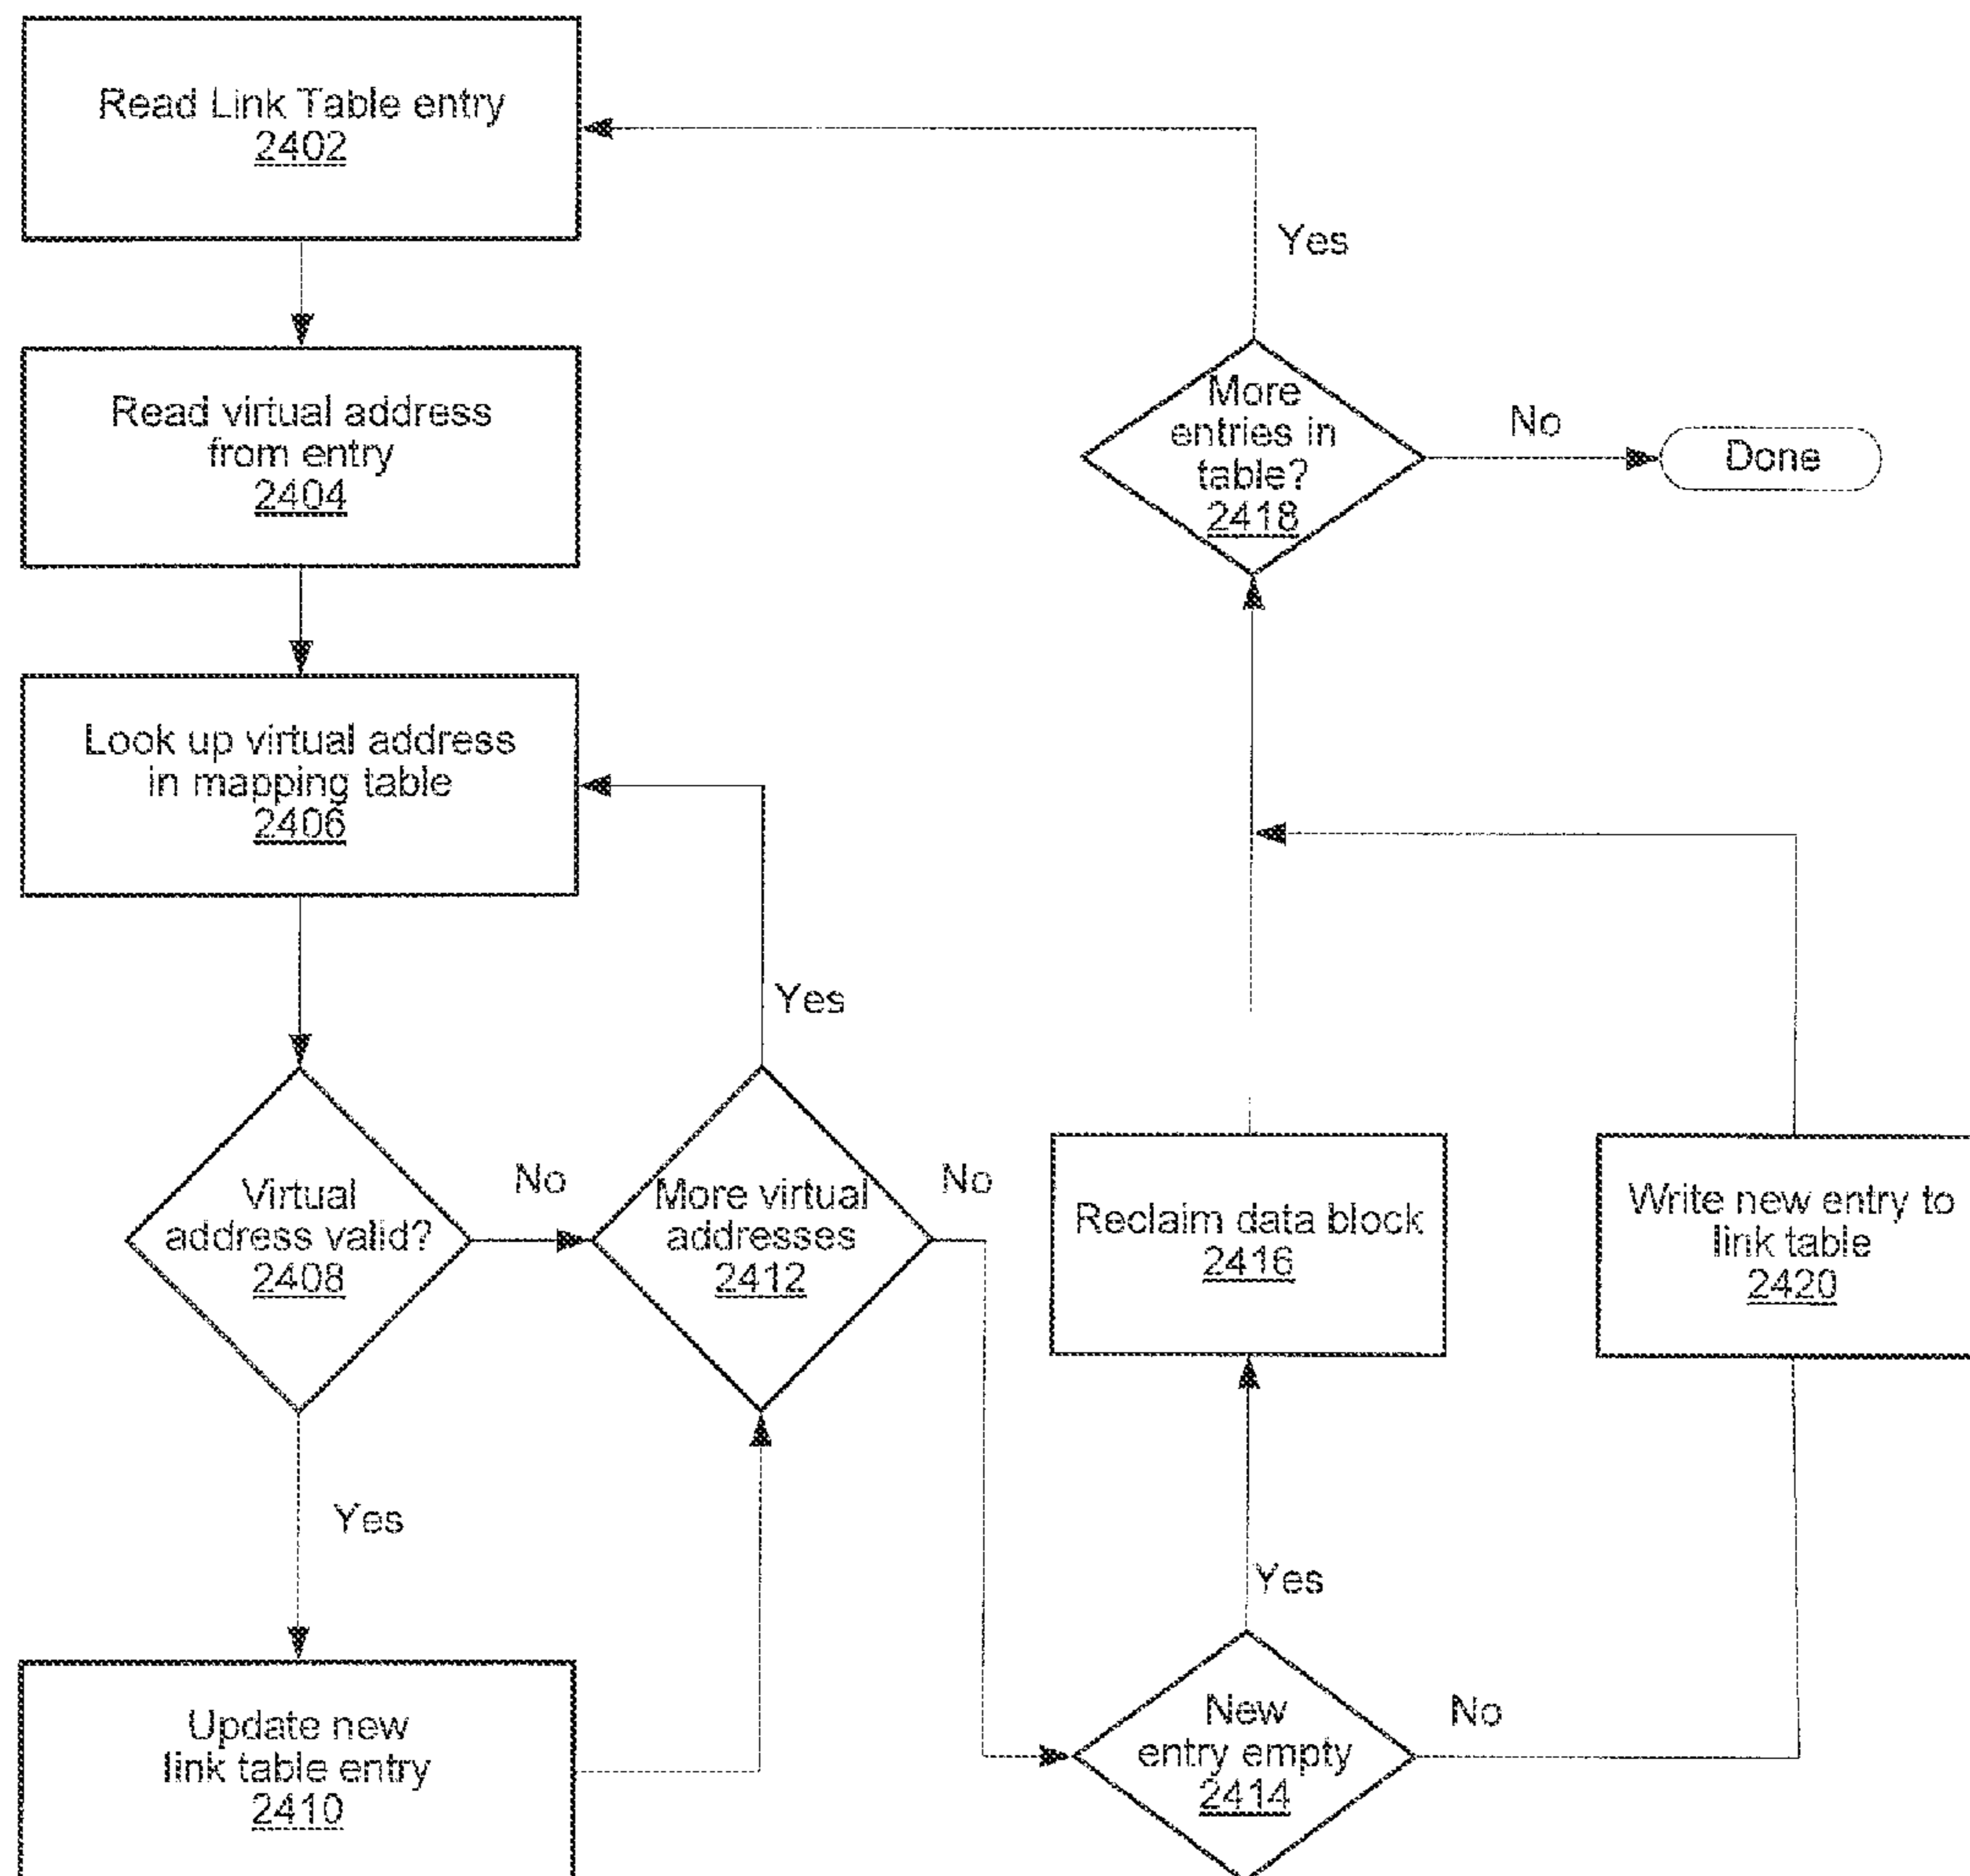 Read Link Table entry
2402
Yes
Read virtual address
from entry
2404
More
entries in
table?
2418
No
Done
Look up virtual address
in mapping table
2406
Yes
Virtual
address valid?
2408
No
More virtual
addresses
2412
No
Reclaim data block
2416
Write new entry to
link table
2420
Yes
Yes
Update new
link table entry
2410
New
entry empty
2414
No